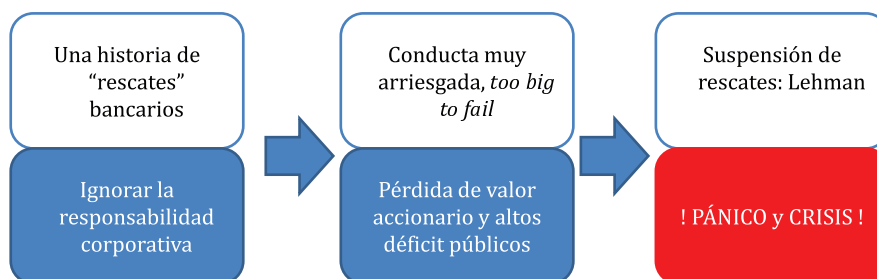 Una historia de
“rescates”
bancarios
Ignorar la
responsabilidad
corporativa
Conducta muy
arriesgada, too big
to fail
Pérdida de valor
accionario y altos
déficit públicos
Suspensión de
rescates: Lehman
! PÁNICO y CRISIS !